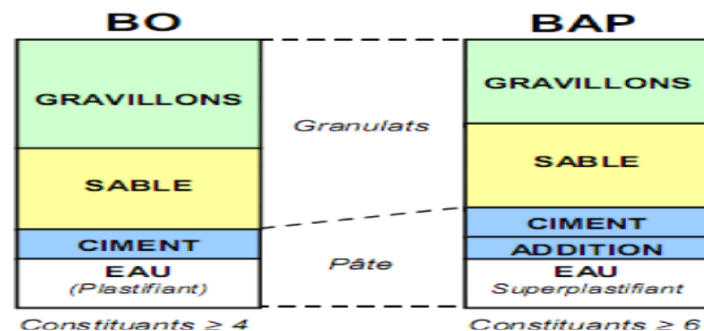 BO
BAP
GRAVILLONS
SABLE
CIMENT
EAU
(Plastifiant)
Constituants ≥ 4
Granulats
Pâte
GRAVILLONS
SABLE
CIMENT
ADDITION
EAU
Superplastifiant
Constituants ≥ 6